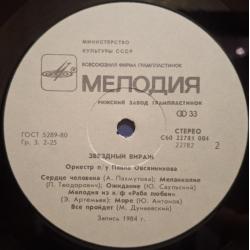 МИНИСТЕРСТВО
КУЛЬТУРЫ СССР
ВСЕСОЮЗНАЯ ФИРМА ГРАМПЛАСТИНОК
МЕЛОДИЯ
РИЖСКИЙ ЗАВОД ГРАМПЛАСТИНОК
33
ГОСТ 5289-80
Гр. 3. 2-25
СТЕРЕО
С60 22781 004
22782 2
ЗВЕЗДНЫЙ ВИРАЖ
Оркестр п/у Павла Овсянникова
Сердце человека (А. Пахмутова); Меланколие
(П. Теодорович); Ожидание (Ю. Саульский)
Мелодия из к/ф «Раба любви»
(Э. Артемьев); Море (Ю. Антонов)
Все пройдет (М. Дунаевский)
Запись 1984 г.